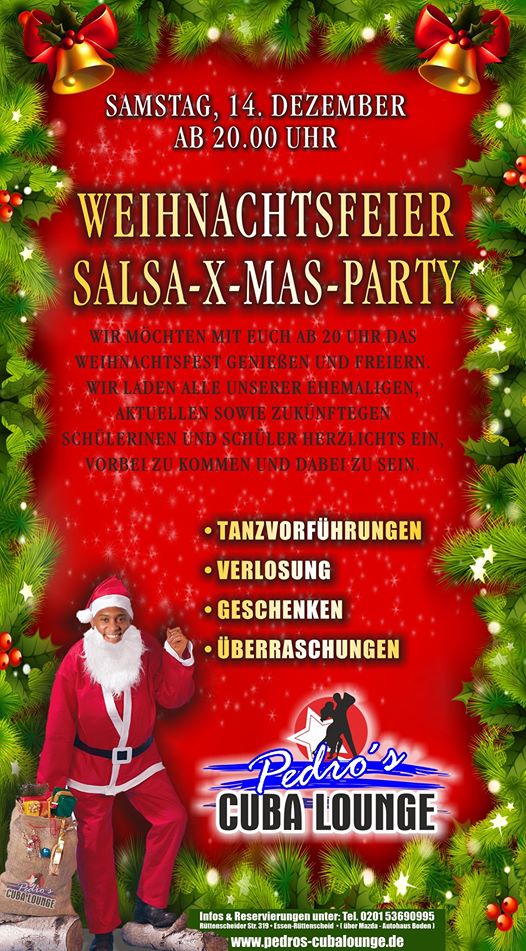 SAMSTAG, 14. DEZEMBER
AB 20.00 UHR
WEIHNACHTSFEIER
SALSA-X-MAS-PARTY
WIR MÖCHTEN MIT EUCH AB 20 UHR DAS
WEIHNACHTSFEST GENIEßEN UND FREIERN.
WIR LADEN ALLE UNSERER EHEMALIGEN,
AKTUELLEN SOWIE ZUKÜNFTEGEN
SCHÜLERINEN UND SCHÜLER HERZLICHTS EIN,
VORBEI ZU KOMMEN UND DABEI ZU SEIN.
• TANZVORFÜHRUNGEN
• VERLOSUNG
• GESCHENKEN
• ÜBERRASCHUNGEN
Pedro's
CUBA LOUNGE
Pedro's
CUBA LOUNGE
Infos & Reservierungen unter: Tel. 020153690995
Rüttenscheider Str. 319 • Essen-Rüttenscheid • ( über Mazda - Autohaus Boden )
www.pedros-cubalounge.de